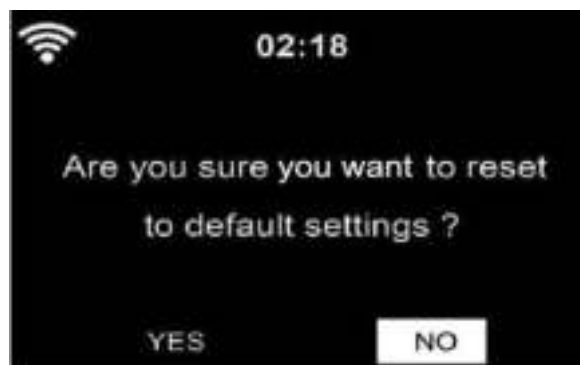 02:18
Are you sure you want to reset
to default settings ?
YES NO